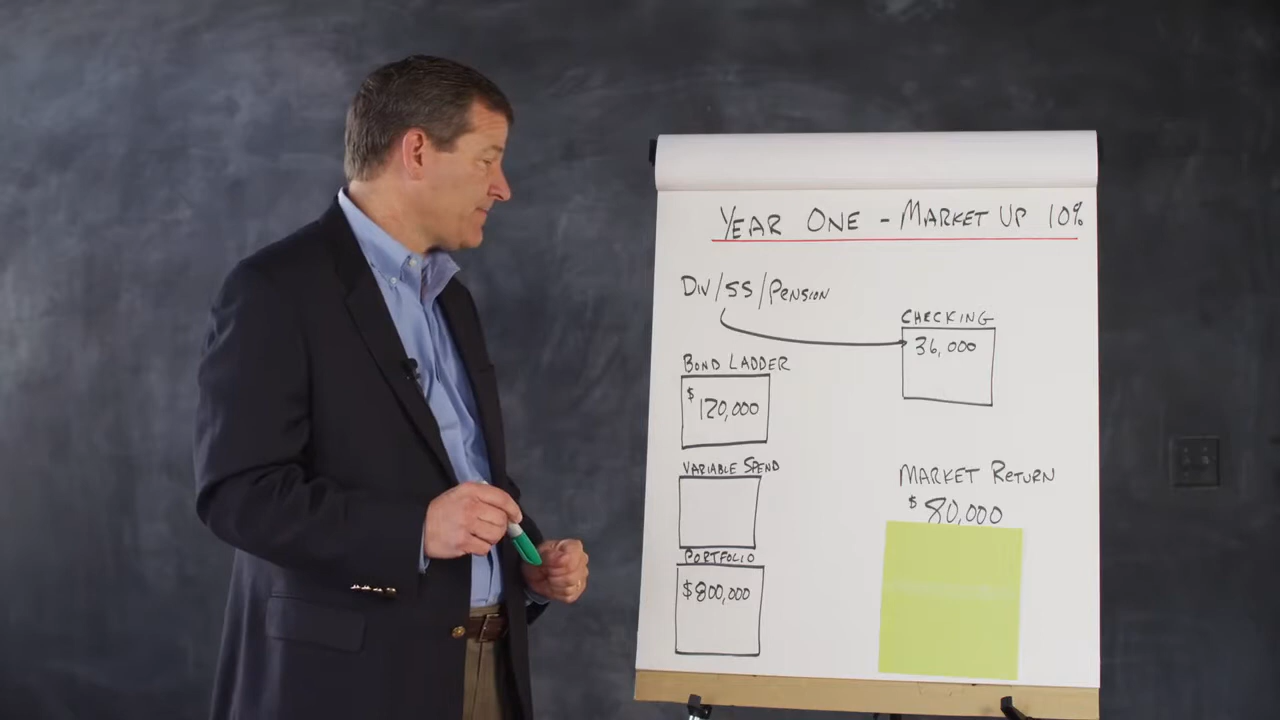 YEAR ONE - MARKET UP 10%
DIV/SS/PENSION
CHECKING
36,000
BOND LADDER
$120,000
VARIABLE SPEND
MARKET RETURN
$80,000
PORTFOLIO
$800,000